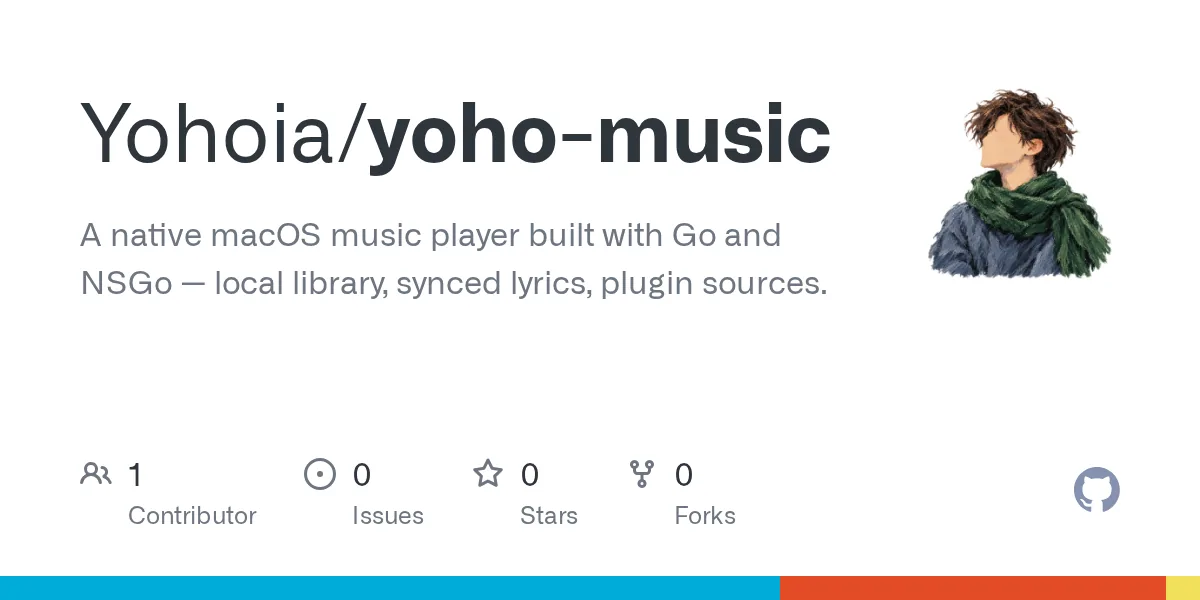 Yohoia/yoho-music
A native macOS music player built with Go and
NSGo — local library, synced lyrics, plugin sources.
1 0 0 0
Contributor Issues Stars Forks